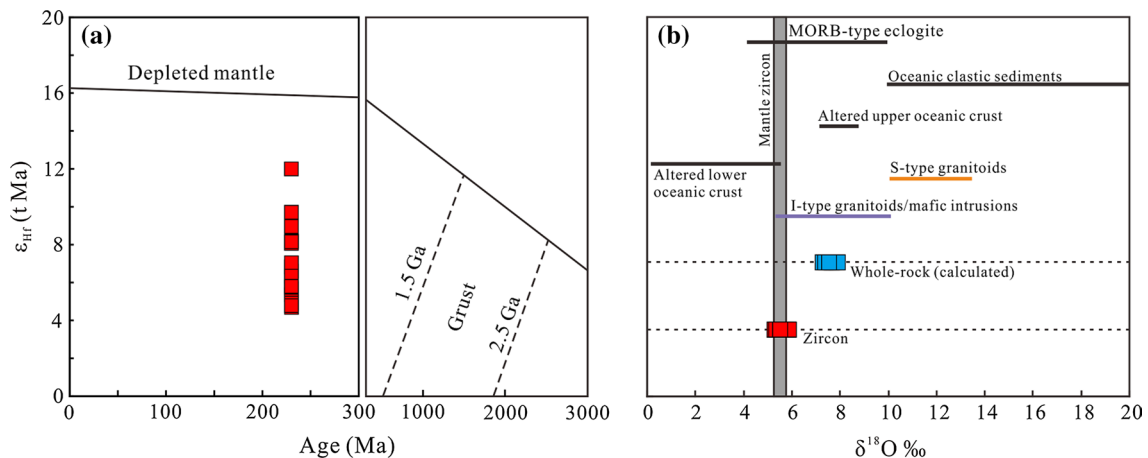 (a)
Depleted mantle
1.5 Ga
Grust
2.5 Ga
εHf (t Ma)
20
16
12
8
4
0
0
100
200
300
1000
2000
3000
Age (Ma)
(b)
MORB-type eclogite
Oceanic clastic sediments
Mantle zircon
Altered upper oceanic crust
Altered lower
oceanic crust
S-type granitoids
I-type granitoids/mafic intrusions
Whole-rock (calculated)
Zircon
0
2
4
6
8
10
12
14
16
18
20
δ¹⁸O ‰